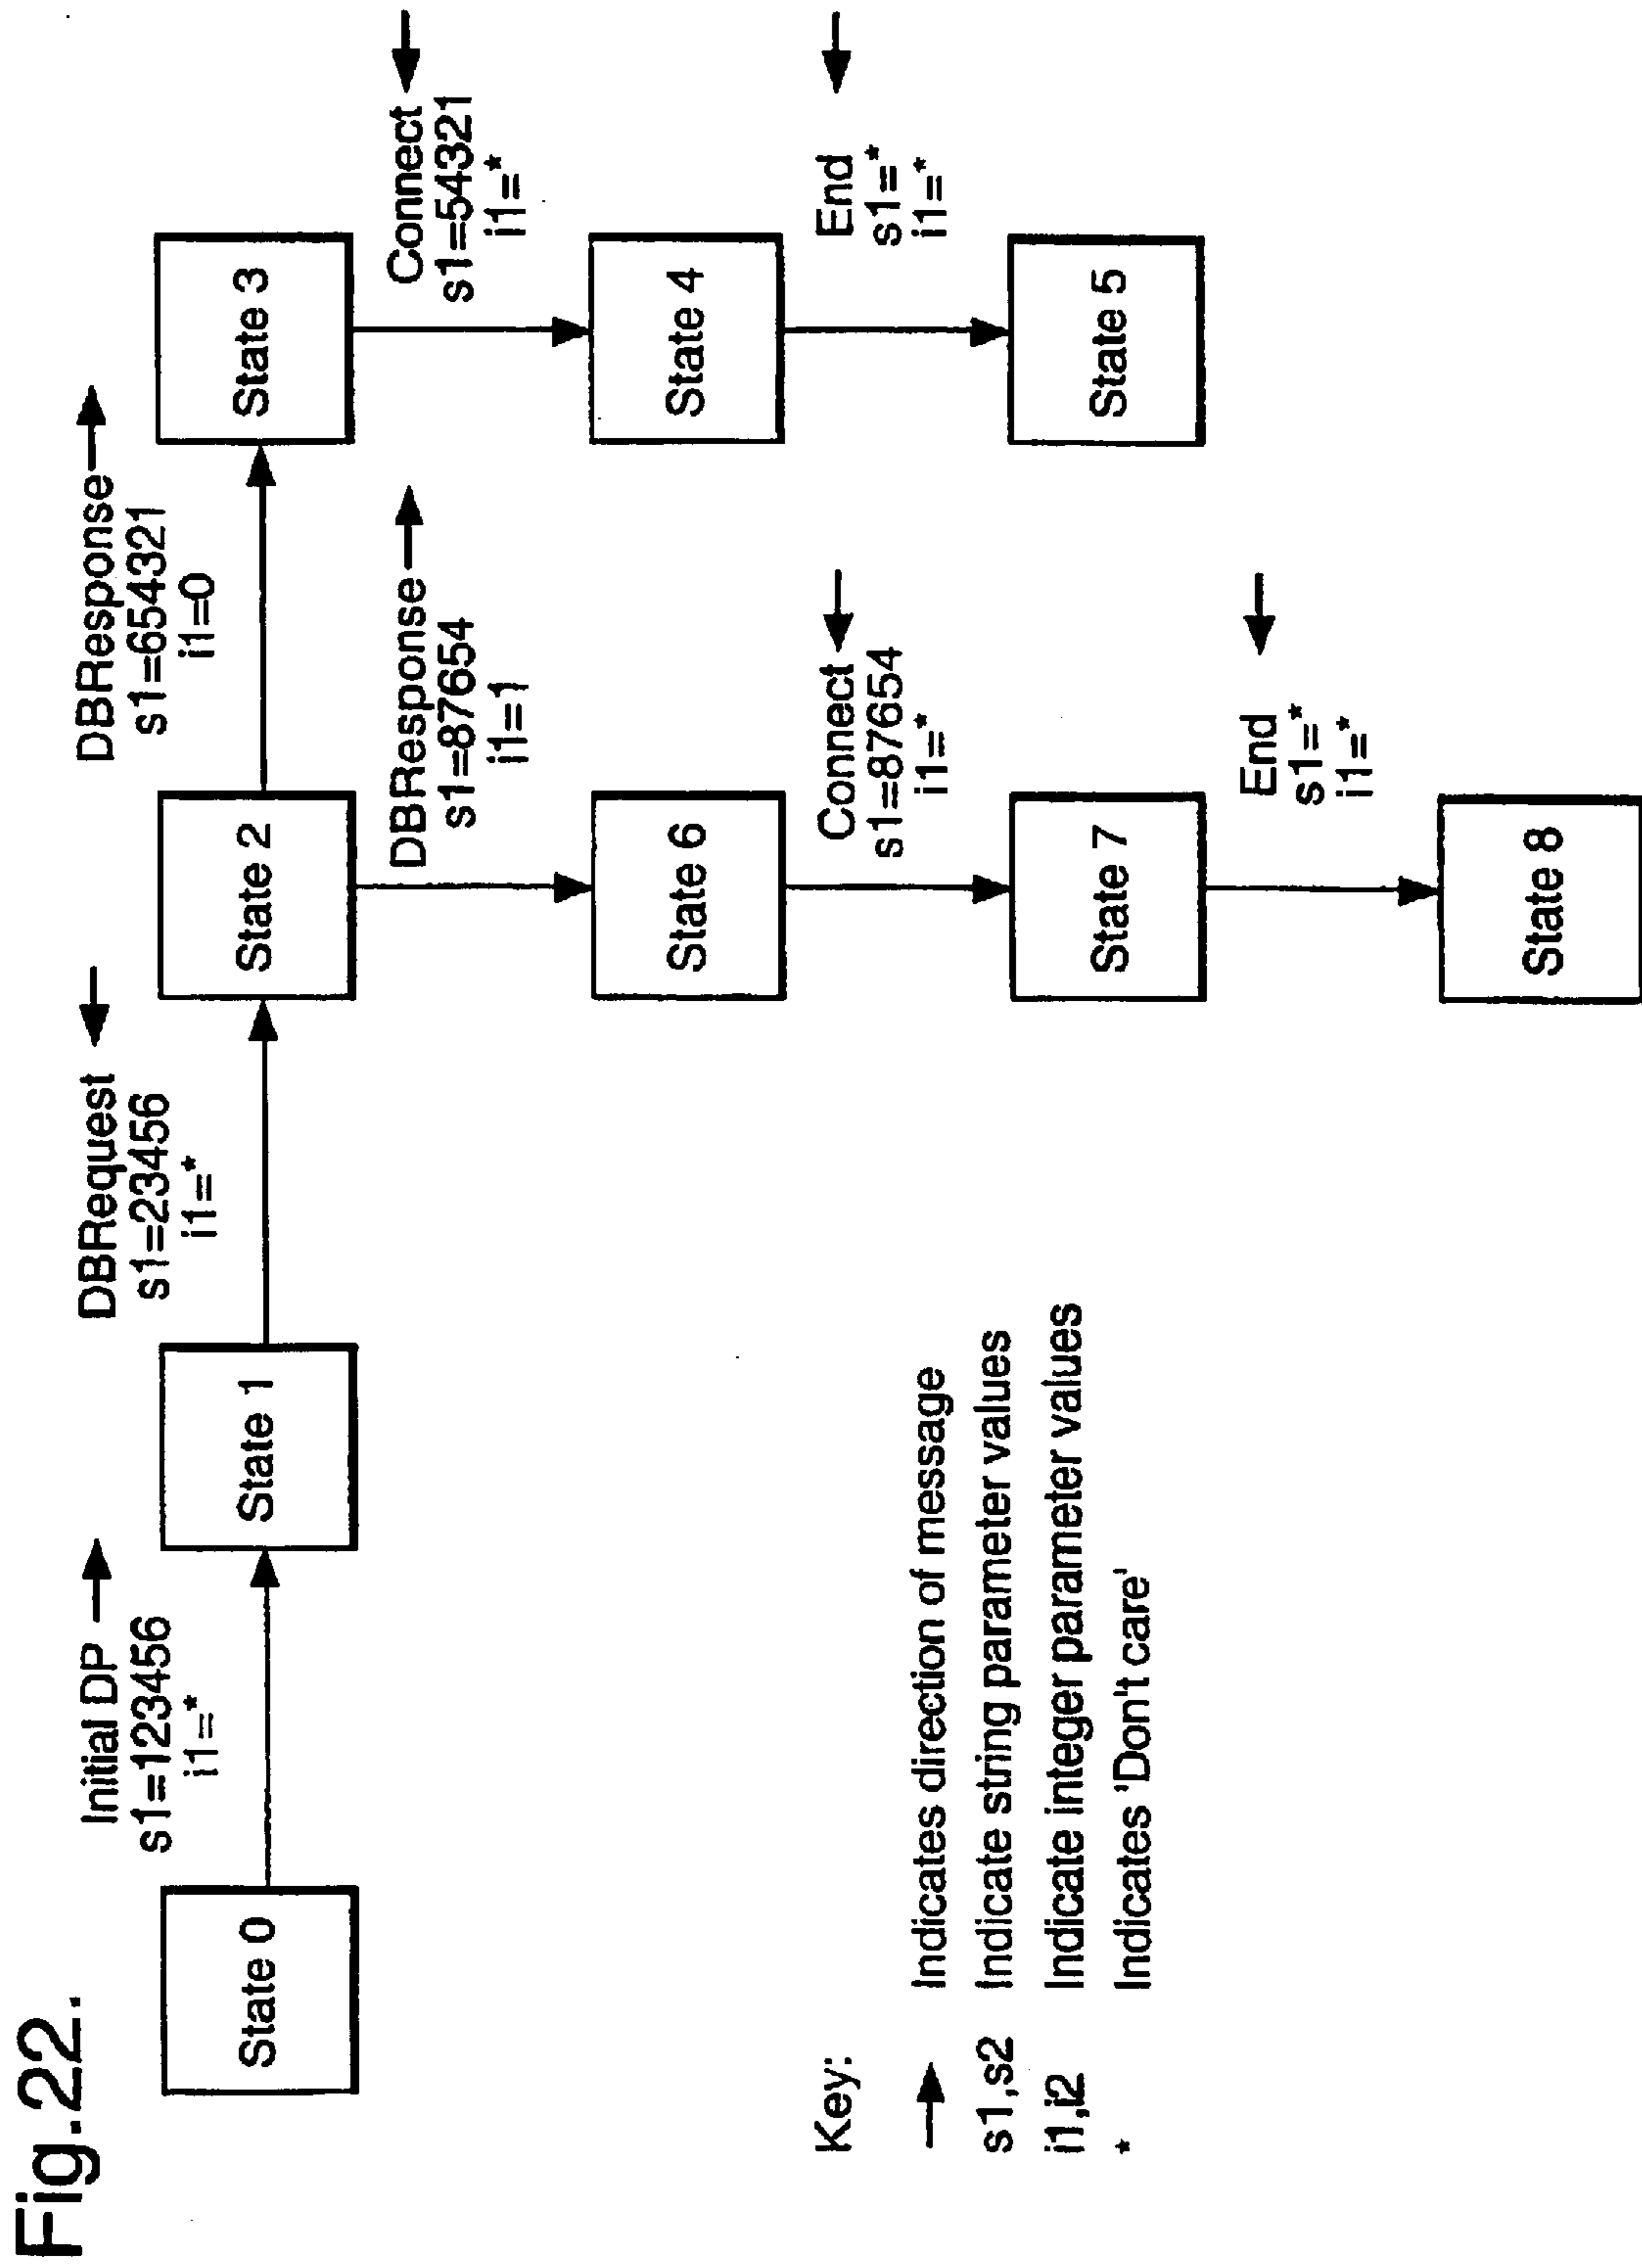 Fig.22.
Initial DP →
s1=123456
i1=*
DBRequest ←
s1=23456
i1=*
DBResponse →
s1=654321
i1=0
State 0
State 1
State 2
State 3
DBResponse →
s1=87654
i1=1
Connect ←
s1=54321
i1=*
State 6
State 4
Connect ←
s1=87654
i1=*
End ←
s1=*
i1=*
State 7
State 5
End ←
s1=*
i1=*
State 8
Key:
→ Indicates direction of message
s1,s2 Indicate string parameter values
i1,i2 Indicate integer parameter values
* Indicates 'Don't care'